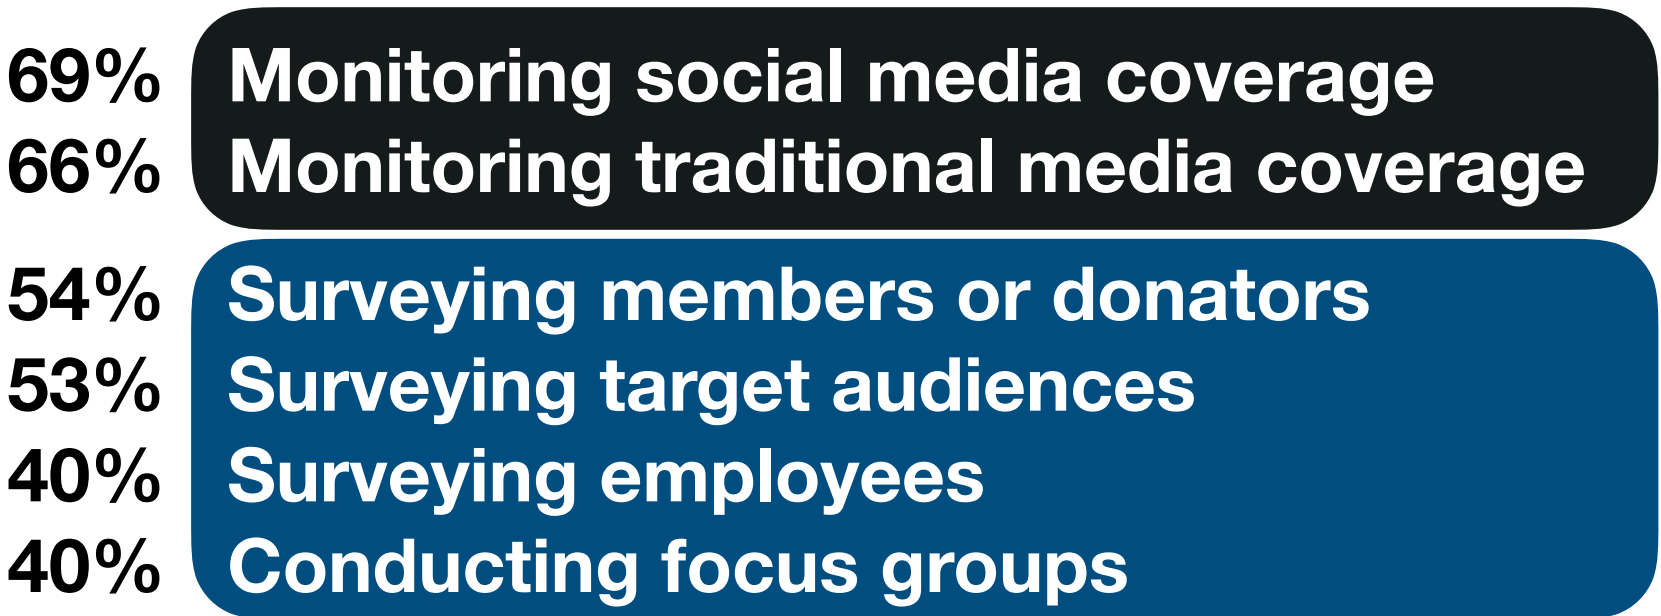 69% Monitoring social media coverage
66% Monitoring traditional media coverage
54% Surveying members or donators
53% Surveying target audiences
40% Surveying employees
40% Conducting focus groups